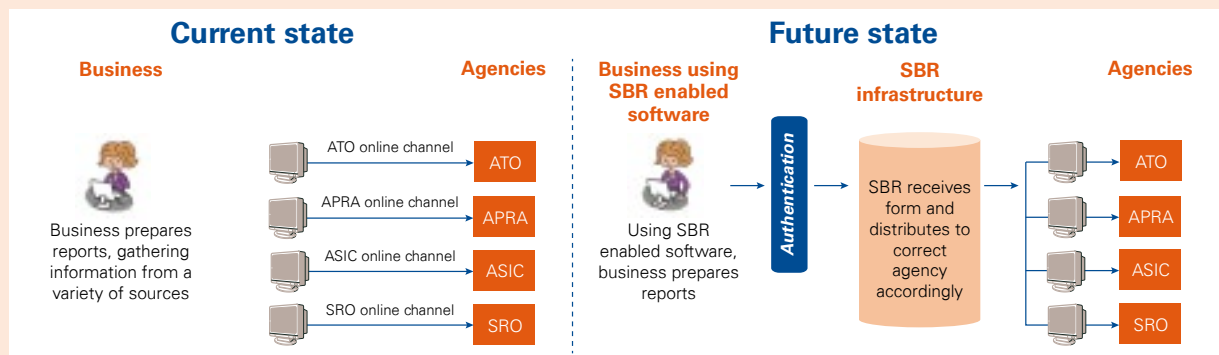 Current state
Business
Agencies
Business prepares
reports, gathering
information from a
variety of sources
ATO online channel
ATO
APRA online channel
APRA
ASIC online channel
ASIC
SRO online channel
SRO
Future state
Business using
SBR enabled
software
SBR
infrastructure
Agencies
Using SBR
enabled software,
business prepares
reports
Authentication
SBR receives
form and
distributes to
correct
agency
accordingly
ATO
APRA
ASIC
SRO